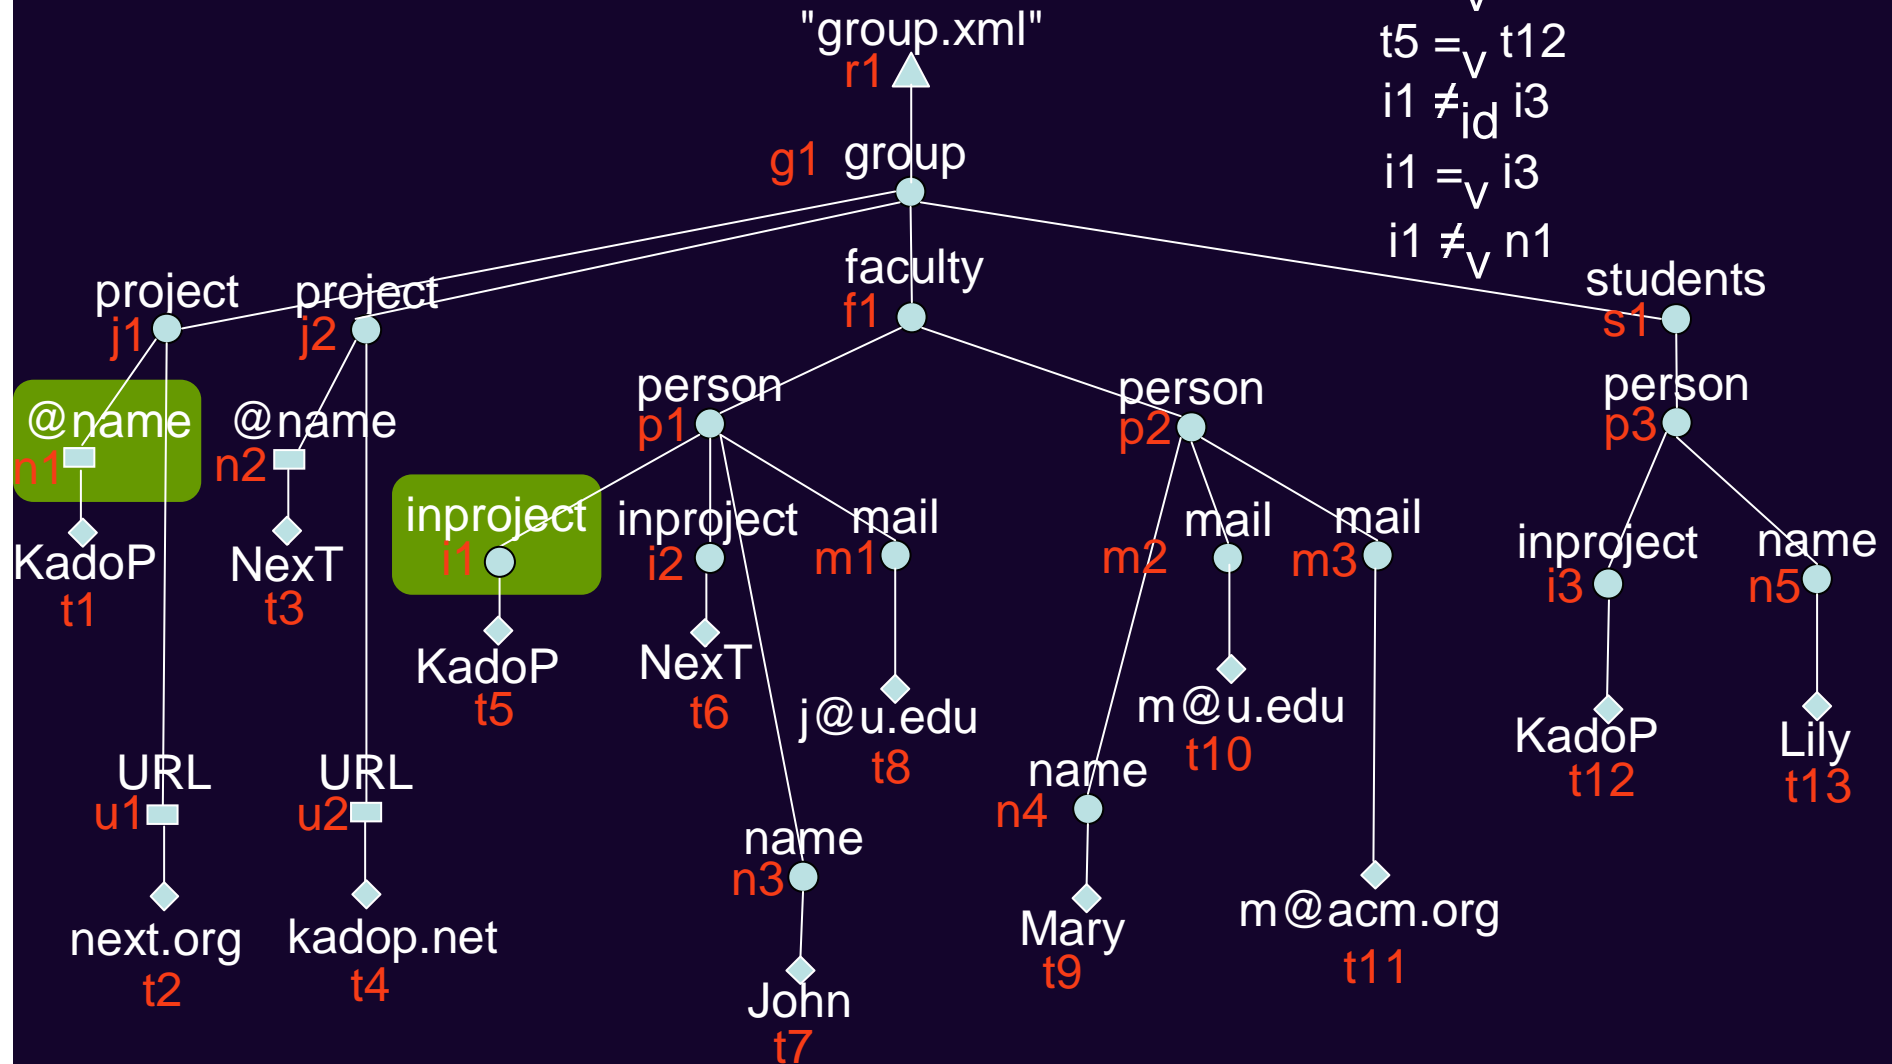 "group.xml"
r1
v
t5 =v t12
i1 ≠id i3
g1 group
i1 =v i3
i1 ≠v n1
project
j1
project
j2
faculty
f1
students
s1
@name
n1
@name
n2
person
p1
person
p2
person
p3
KadoP
t1
NexT
t3
inproject
i1
inproject
i2
mail
m1
m2
mail
mail
m3
inproject
i3
name
n5
KadoP
t5
NexT
t6
j@u.edu
t8
m@u.edu
t10
KadoP
t12
Lily
t13
URL
u1
URL
u2
name
n3
name
n4
next.org
t2
kadop.net
t4
John
t7
Mary
t9
m@acm.org
t11